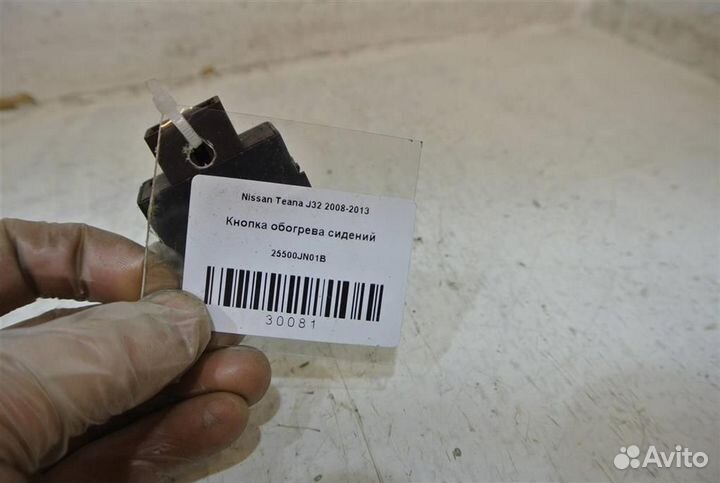 Nissan Teana J32 2008-2013
Кнопка обогрева сидений
25500JN01B
30081
Avito